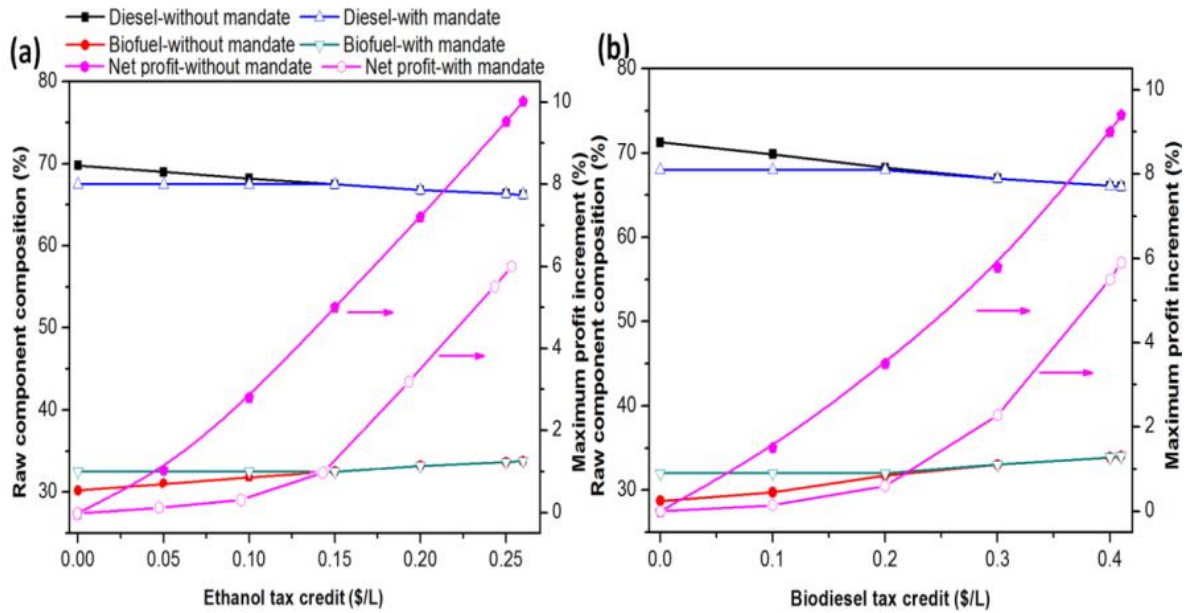 Diesel-without mandate Diesel-with mandate
Biofuel-without mandate Biofuel-with mandate
Net profit-without mandate Net profit-with mandate
(a)
80
70
60
50
40
30
Raw component composition (%)
0.00 0.05 0.10 0.15 0.20 0.25
Ethanol tax credit ($/L)
10
8
6
4
2
0
Maximum profit increment (%)
(b)
80
70
60
50
40
30
Raw component composition (%)
0.0 0.1 0.2 0.3 0.4
Biodiesel tax credit ($/L)
10
8
6
4
2
0
Maximum profit increment (%)